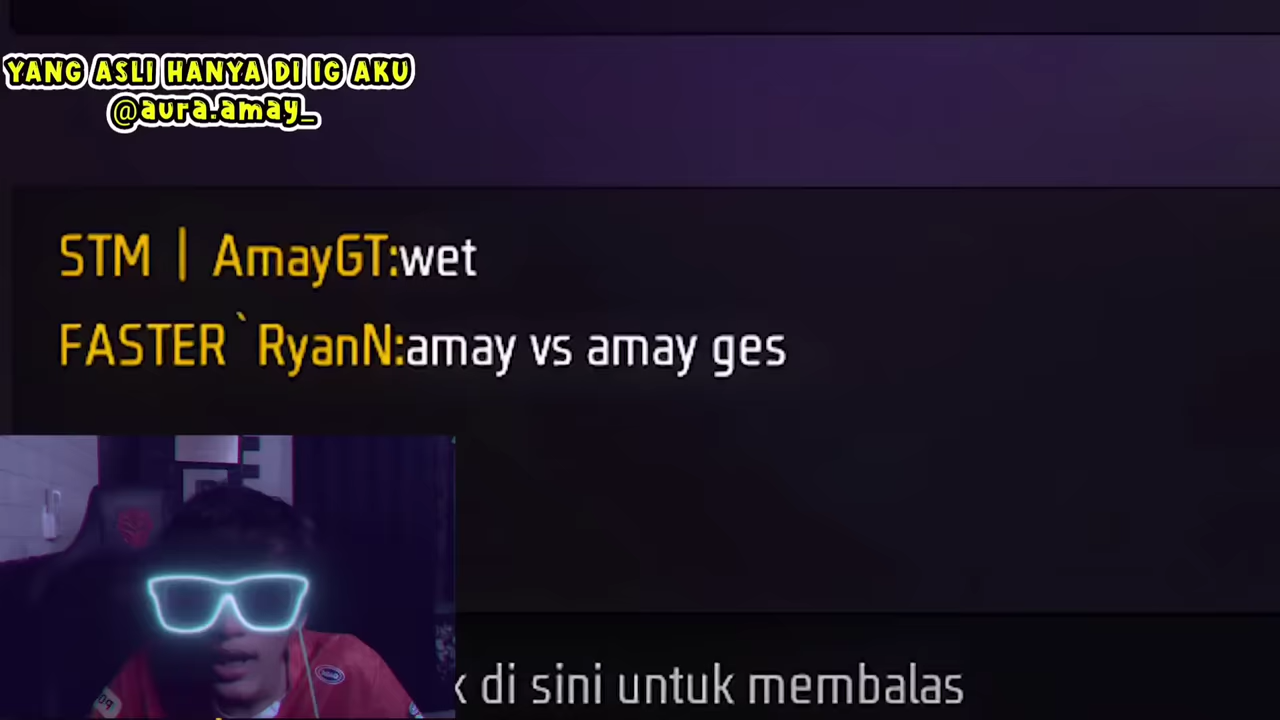 YANG ASLI HANYA DI IG AKU
@aura.amay_
STM | AmayGT:wet
FASTER`RyanN:amay vs amay ges
k di sini untuk membalas